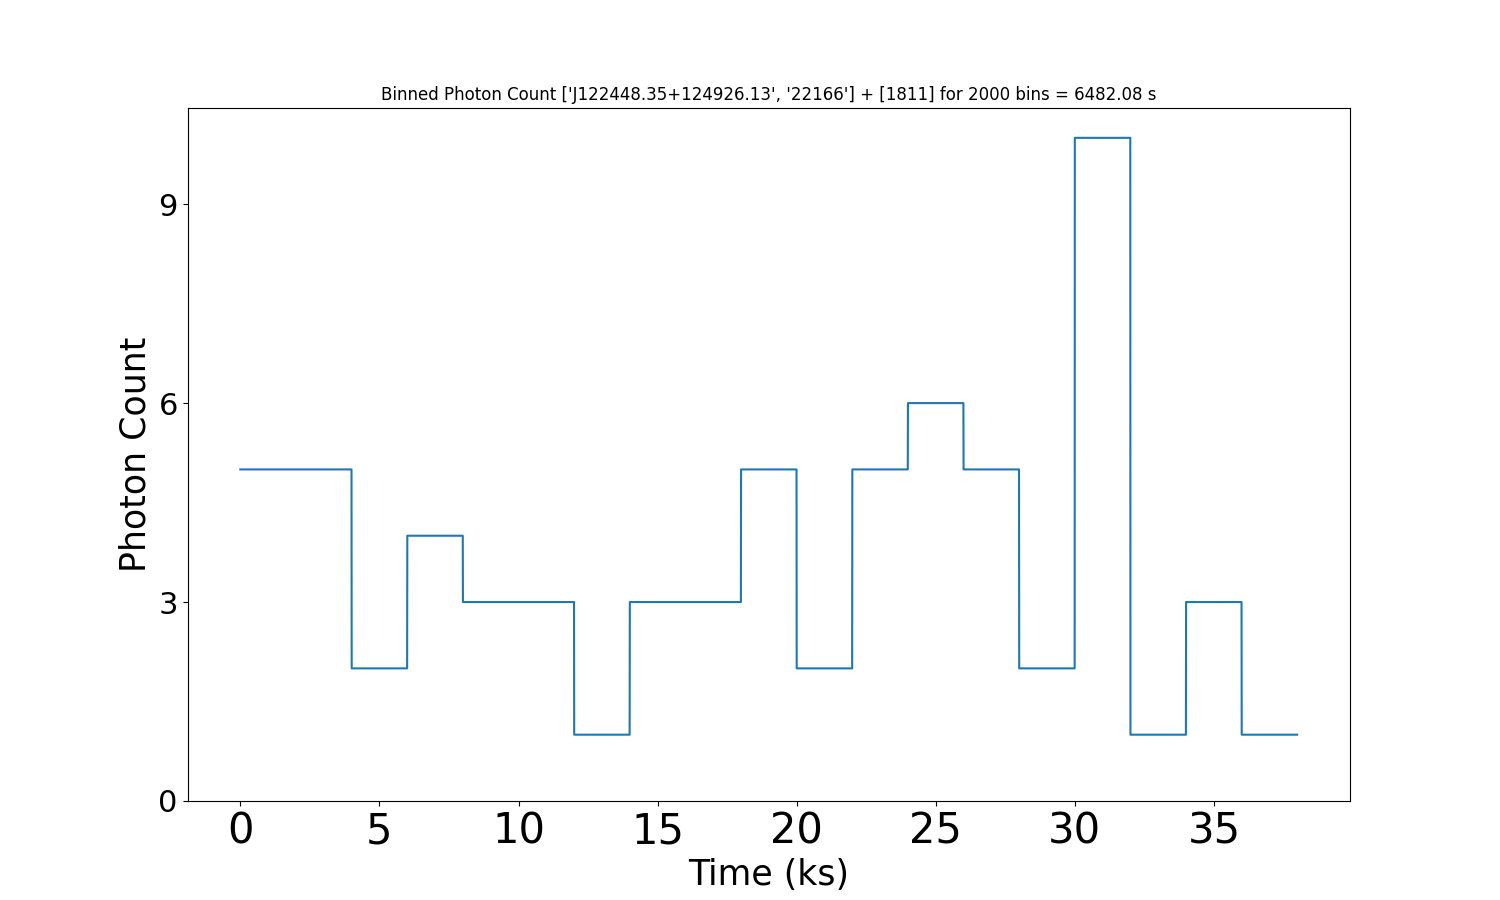 Binned Photon Count ['J122448.35+124926.13', '22166'] + [1811] for 2000 bins = 6482.08 s
9
6
3
0
Photon Count
0 5 10 15 20 25 30 35
Time (ks)